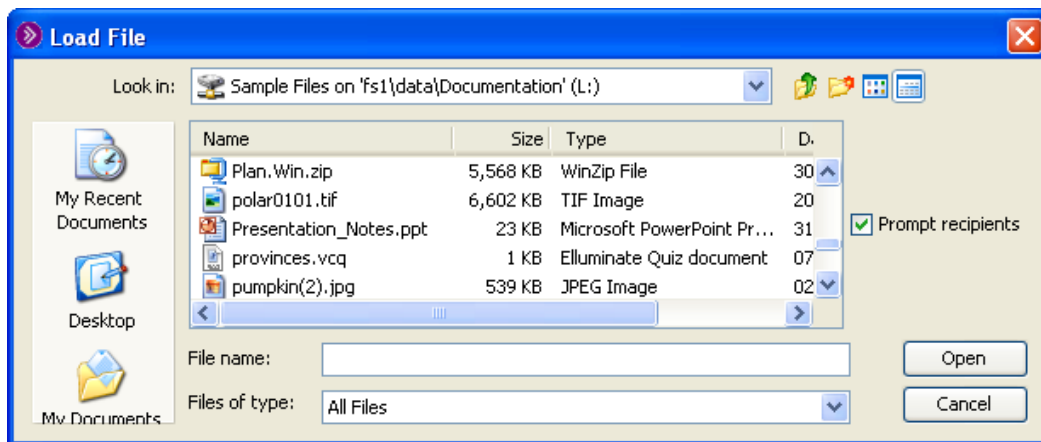 Load File
Look in: Sample Files on 'fs1\data\Documentation' (L:)
Name Size Type D.
Plan.Win.zip 5,568 KB WinZip File 30
polar0101.tif 6,602 KB TIF Image 20
Presentation_Notes.ppt 23 KB Microsoft PowerPoint Pr... 31
provinces.vcq 1 KB Elluminate Quiz document 07
pumpkin(2).jpg 539 KB JPEG Image 02
My Recent
Documents
Desktop
My Documents
Prompt recipients
File name:
Open
Files of type: All Files
Cancel